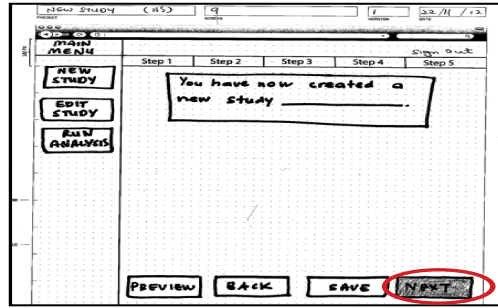 NEW STUDY (NS) 9 1 22/11/12
PROJECT SCREEN VERSION DATE
MAIN MENU
Sign Out
Step 1 Step 2 Step 3 Step 4 Step 5
NEW STUDY
EDIT STUDY
RUN ANALYSIS
You have now created a
new study ___________.
PREVIEW BACK SAVE NEXT